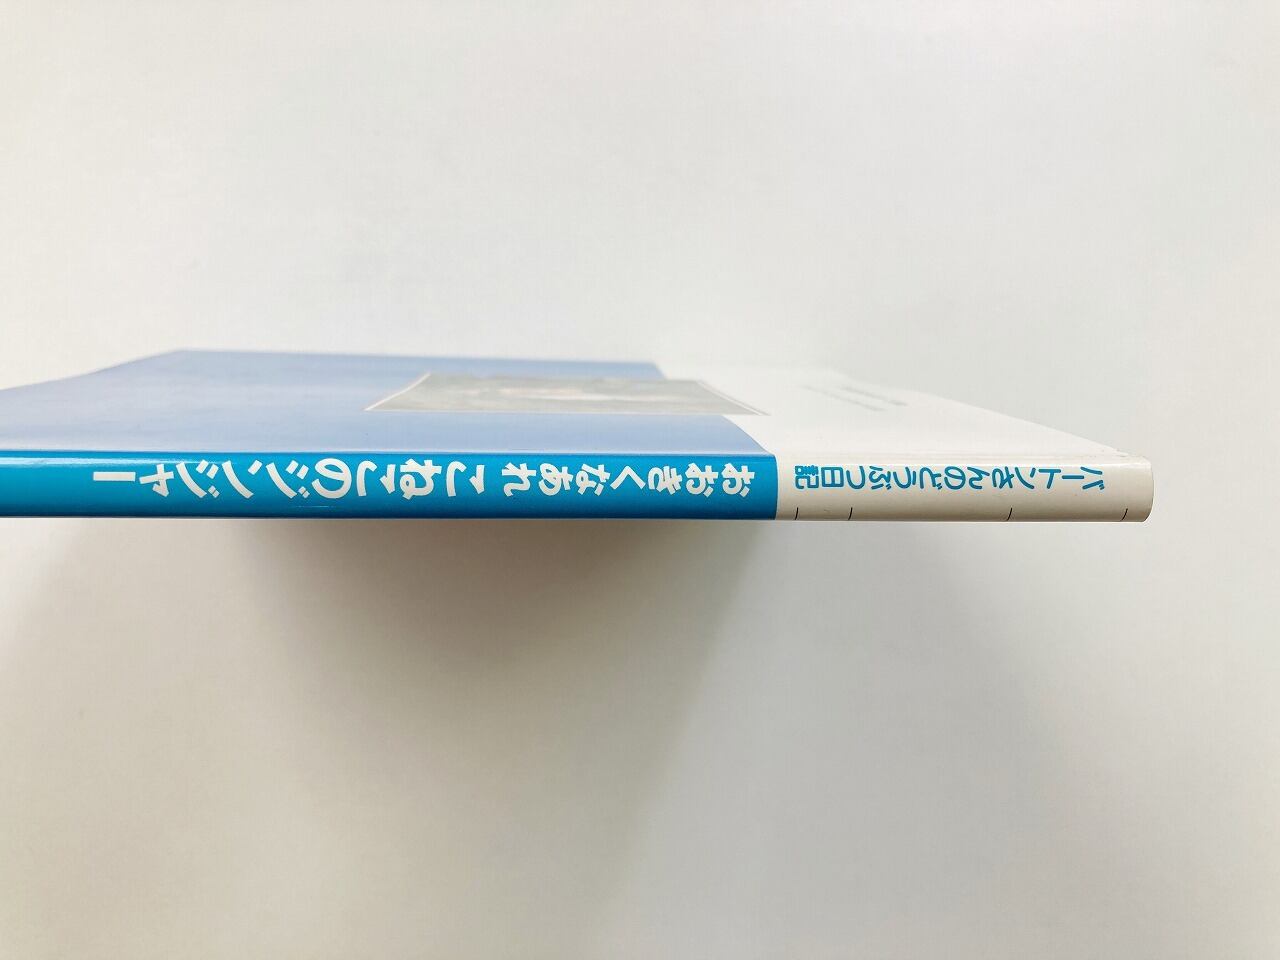 バートンさんのどうぶつ日記
おおきくなあれ こねこのジンジャー